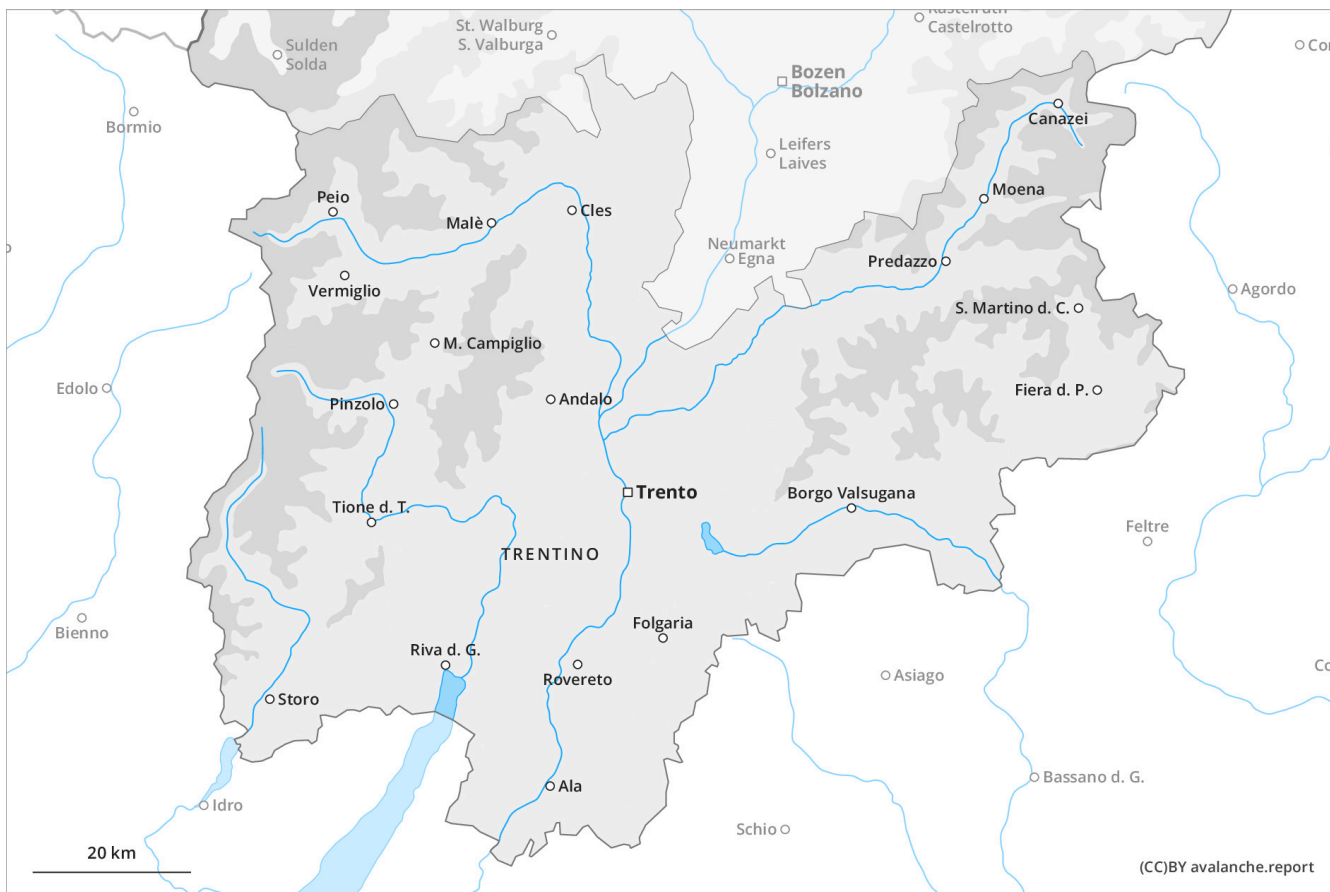 St. Walburg
S. Valburga
Castelrotto
Sulden
Solda
Bozen
Bolzano
Bormio
Canazei
Leifers
Laives
Peio
Moena
Malè
Cles
Neumarkt
Egna
Predazzo
Vermiglio
Agordo
S. Martino d. C.
M. Campiglio
Edolo
Fiera d. P.
Andalo
Pinzolo
Trento
Borgo Valsugana
Tione d. T.
Feltre
TRENTINO
Bienno
Folgaria
Riva d. G.
Asiago
Rovereto
Storo
Bassano d. G.
Ala
Idro
Schio
20 km
(CC)BY avalanche.report